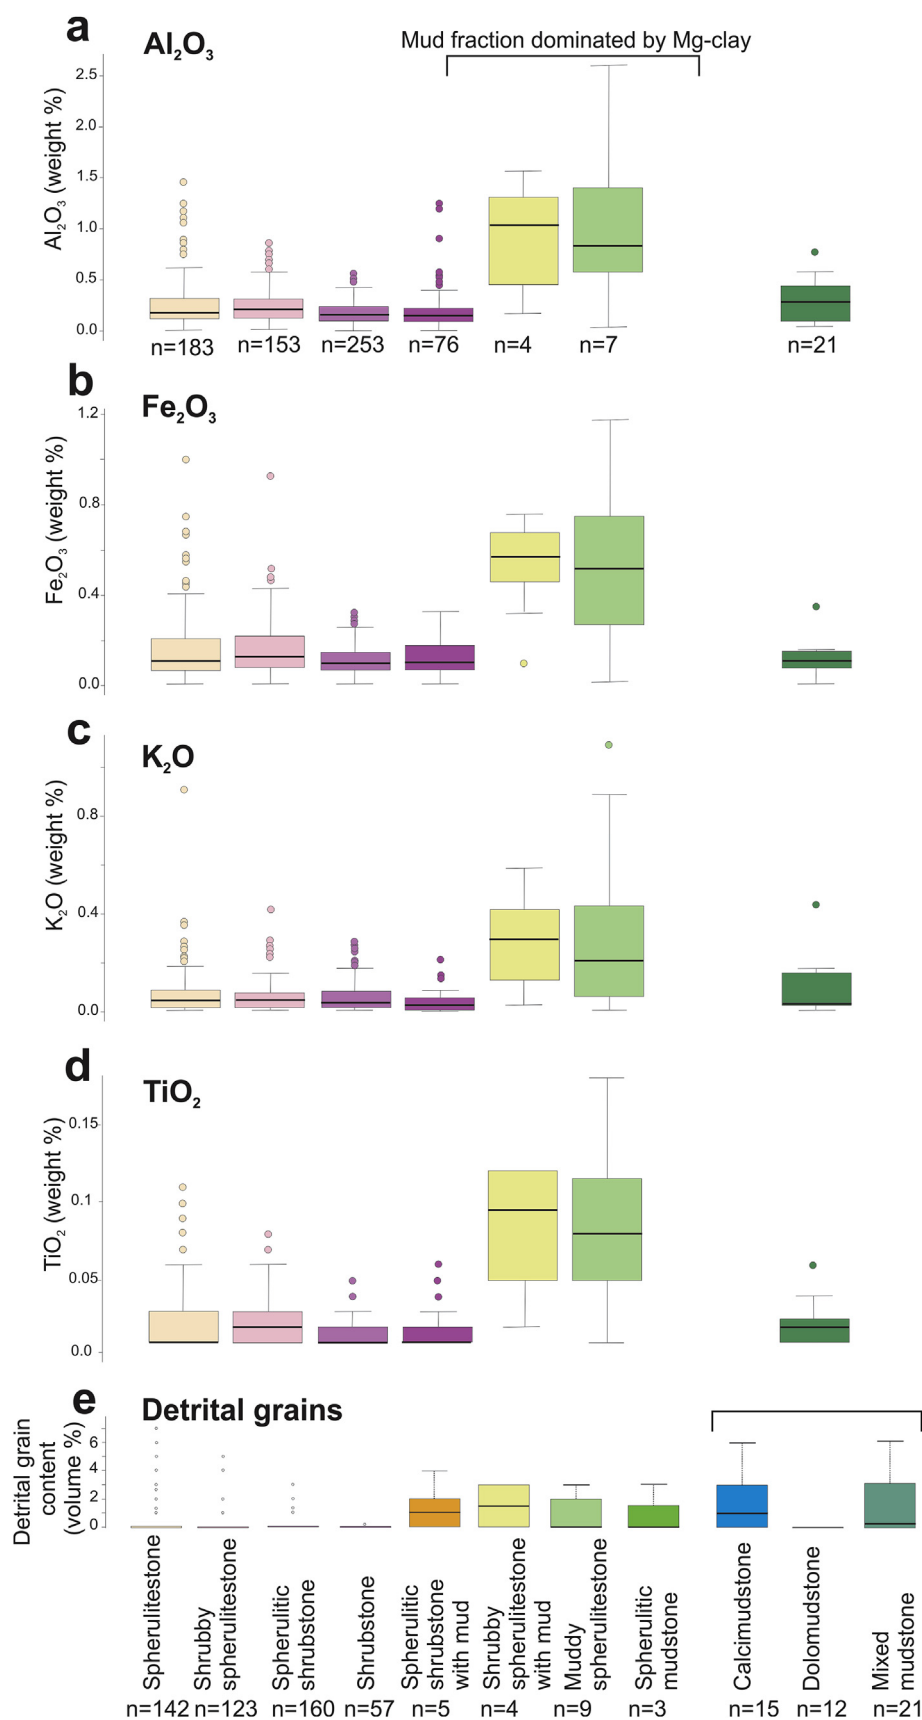 a
Al₂O₃
Mud fraction dominated by Mg-clay
Al₂O₃ (weight %)
2.5
2.0
1.5
1.0
0.5
0.0
n=183 n=153 n=253 n=76 n=4 n=7 n=21
b
Fe₂O₃
Fe₂O₃ (weight %)
1.2
0.8
0.4
0.0
c
K₂O
K₂O (weight %)
0.8
0.4
0.0
d
TiO₂
TiO₂ (weight %)
0.15
0.1
0.05
0.0
e
Detrital grains
Detrital grain
content
(volume %)
6
4
2
0
Spherulitestone
Shrubby
spherulitestone
Spherulitic
shrubstone
Shrubstone
Spherulitic
shrubstone
with mud
Shrubby
spherulitestone
with mud
Muddy
spherulitestone
Spherulitic
mudstone
Calcimudstone
Dolomudstone
Mixed
mudstone
n=142 n=123 n=160 n=57 n=5 n=4 n=9 n=3 n=15 n=12 n=21